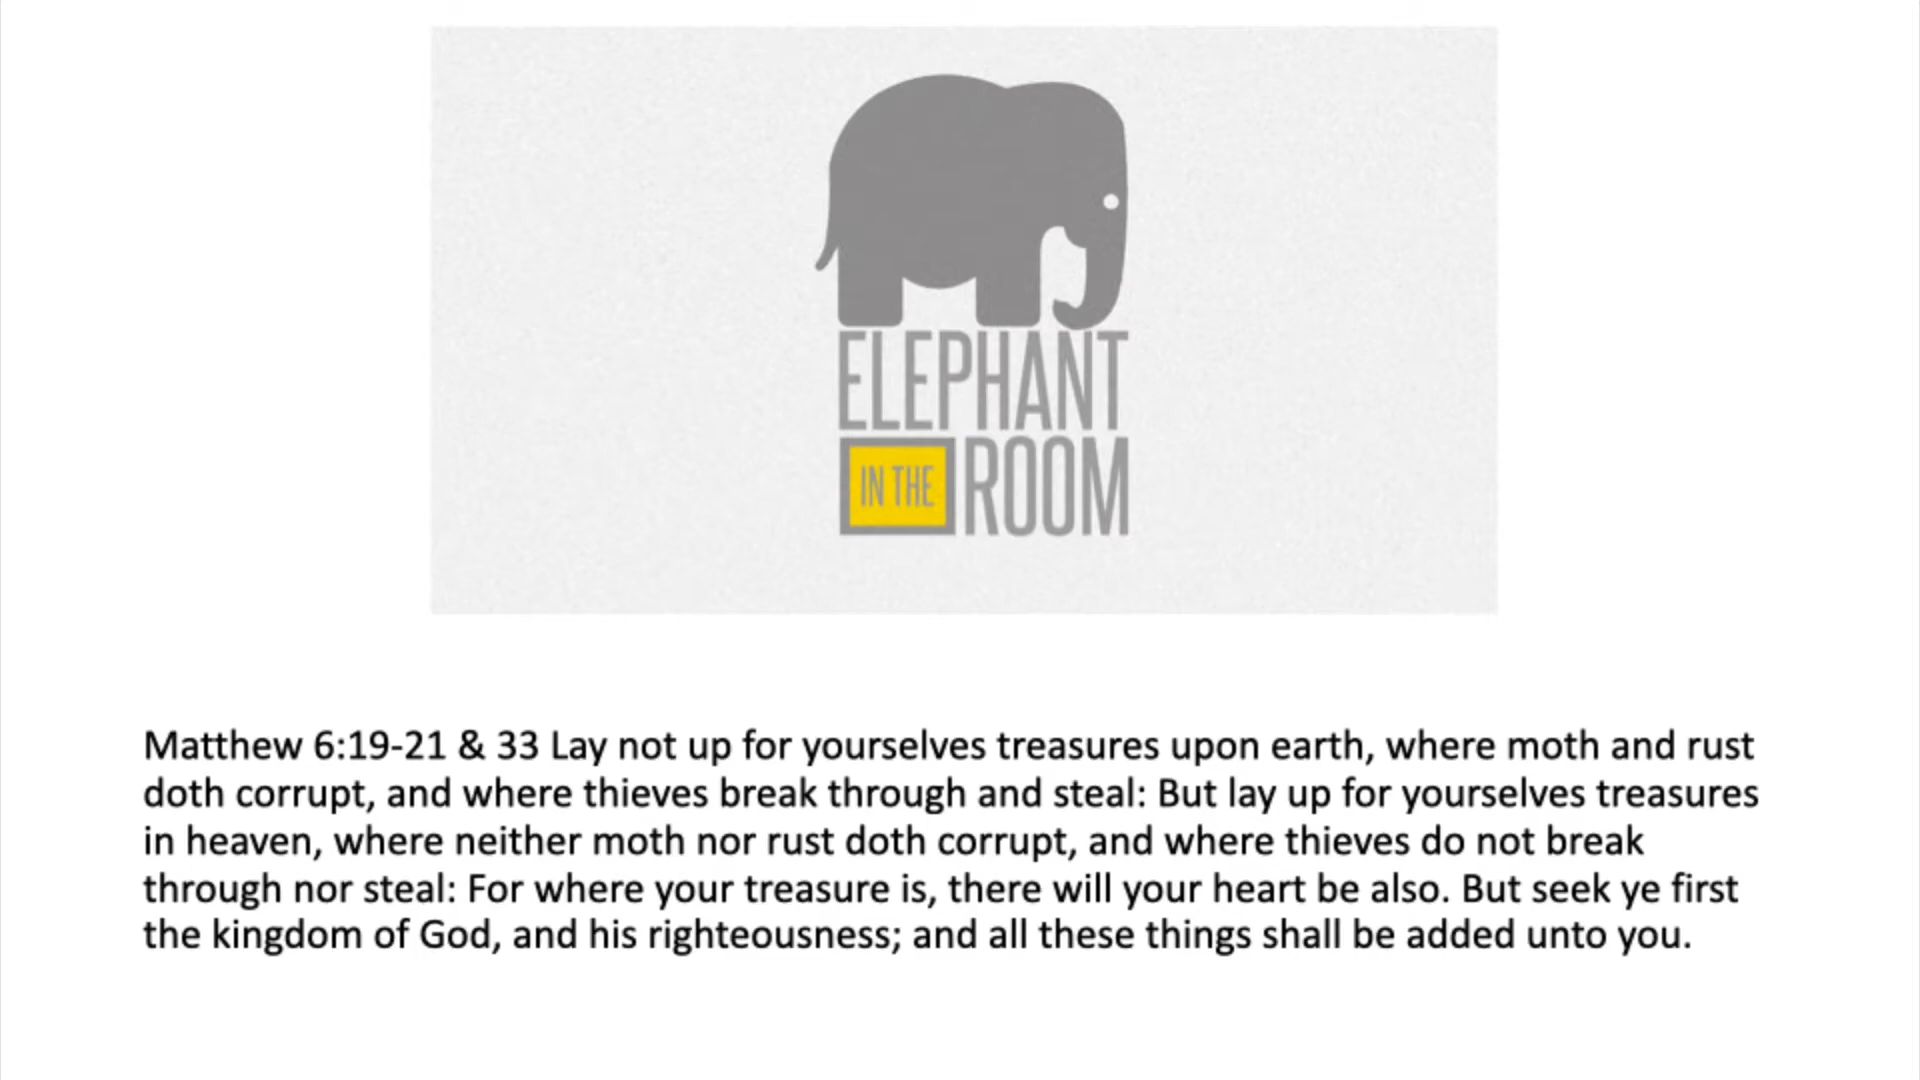 ELEPHANT
IN THE ROOM
Matthew 6:19-21 & 33 Lay not up for yourselves treasures upon earth, where moth and rust
doth corrupt, and where thieves break through and steal: But lay up for yourselves treasures
in heaven, where neither moth nor rust doth corrupt, and where thieves do not break
through nor steal: For where your treasure is, there will your heart be also. But seek ye first
the kingdom of God, and his righteousness; and all these things shall be added unto you.